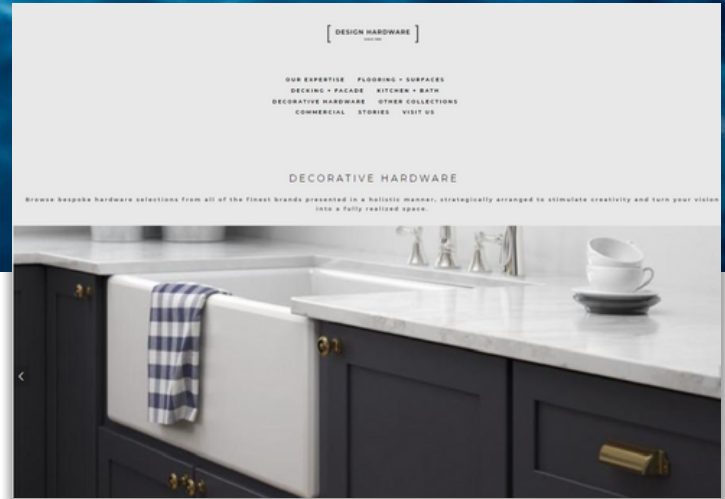 DESIGN HARDWARE
OUR EXPERTISE FLOORING + SURFACES
DECKING + FACADE KITCHEN + BATH
DECORATIVE HARDWARE OTHER COLLECTIONS
COMMERCIAL STORIES VISIT US
DECORATIVE HARDWARE
Browse bespoke hardware selections from all of the finest brands presented in a holistic manner, strategically arranged to stimulate creativity and turn your vision
into a fully realized space.